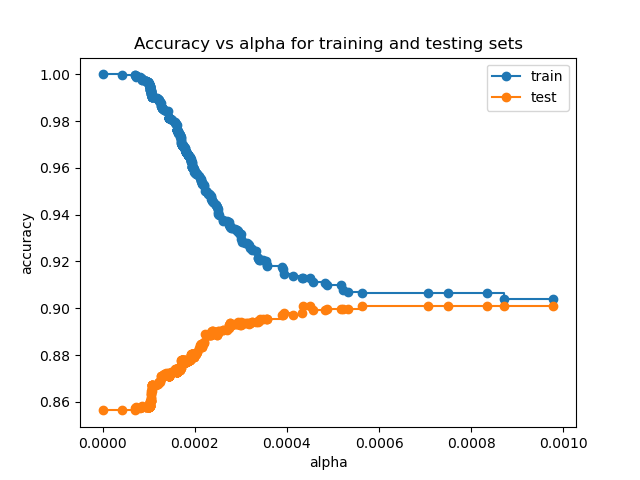 Accuracy vs alpha for training and testing sets
1.00
0.98
0.96
0.94
0.92
0.90
0.88
0.86
accuracy
train
test
0.0000 0.0002 0.0004 0.0006 0.0008 0.0010
alpha